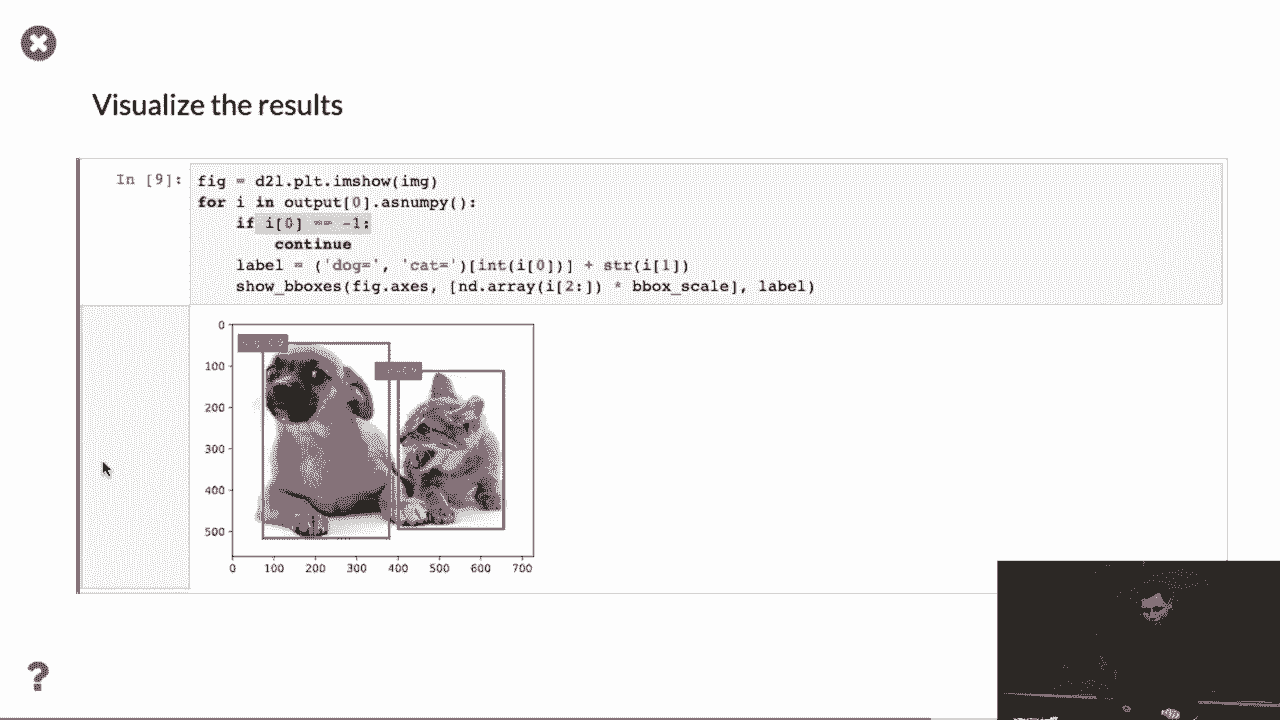 Visualize the results
In [9]:
fig = d2l.plt.imshow(img)
for i in output[0].asnumpy():
    if i[0] == -1:
        continue
    label = ('dog=', 'cat=')[int(i[0])] + str(i[1])
    show_bboxes(fig.axes, [nd.array(i[2:]) * bbox_scale], label)
0
100
200
300
400
500
0 100 200 300 400 500 600 700
?